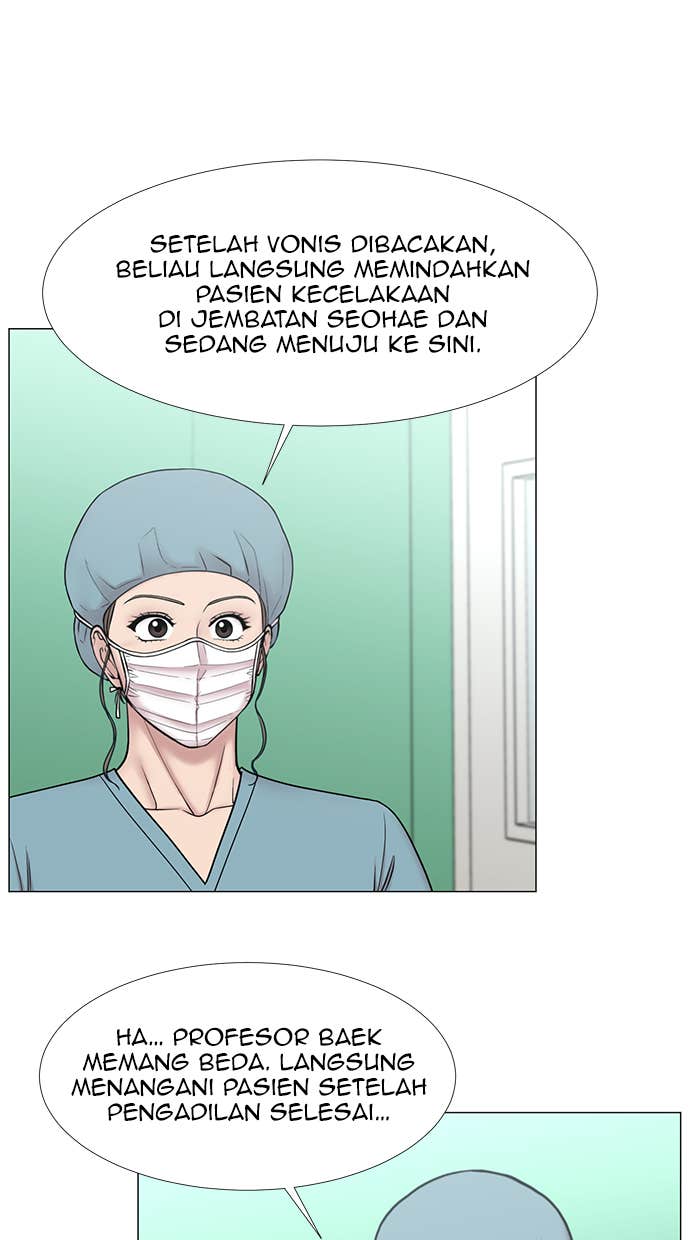 SETELAH VONIS DIBACAKAN,
BELIAU LANGSUNG MEMINDAHKAN
PASIEN KECELAKAAN
DI JEMBATAN SEOHAE DAN
SEDANG MENUJU KE SINI.
HA... PROFESOR BAEK
MEMANG BEDA. LANGSUNG
MENANGANI PASIEN SETELAH
PENGADILAN SELESAI...